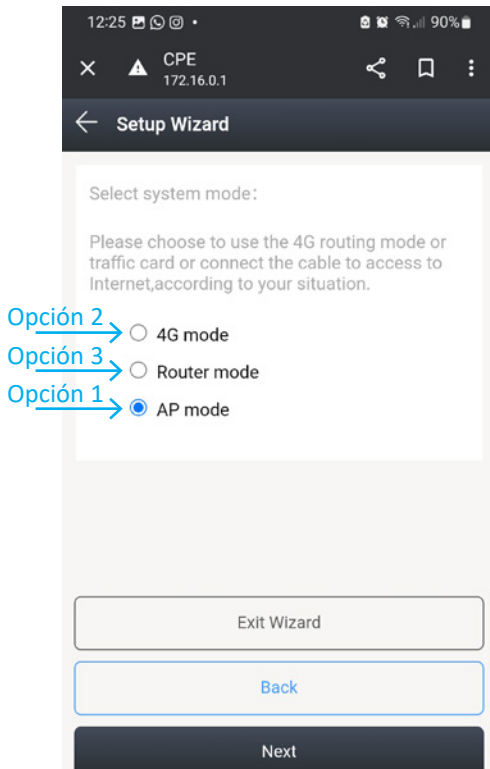 12:25
90%
CPE
172.16.0.1
Setup Wizard
Select system mode:
Please choose to use the 4G routing mode or
traffic card or connect the cable to access to
Internet,according to your situation.
Opción 2
4G mode
Opción 3
Router mode
Opción 1
AP mode
Exit Wizard
Back
Next